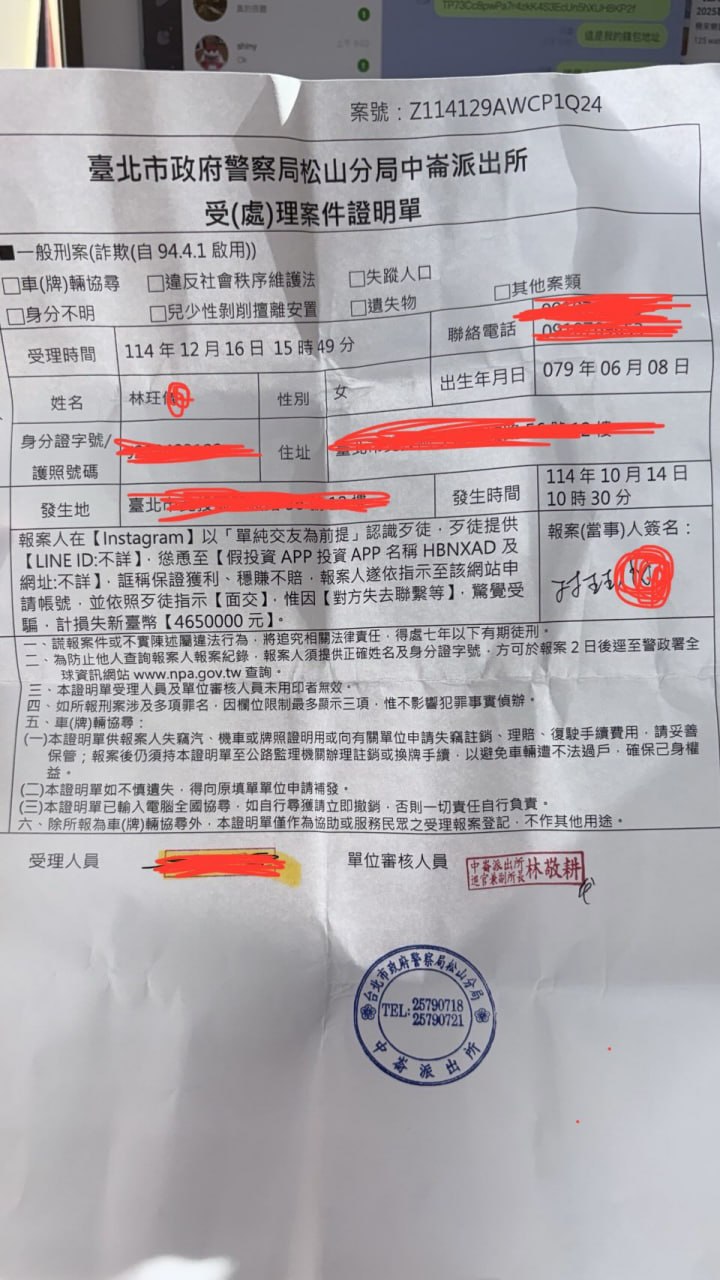 shiny
Ok
TP73Cc8pwPa7r4zkK4S3EcUn5hXUH8KP2f
這是我的錢包地址
案號：Z114129AWCP1Q24
臺北市政府警察局松山分局中崙派出所
受(處)理案件證明單
■一般刑案(詐欺(自 94.4.1 啟用))
□車(牌)輛協尋 □違反社會秩序維護法 □失蹤人口 □其他案類
□身分不明 □兒少性剝削擅離安置 □遺失物
受理時間 114 年 12 月 16 日 15 時 49 分 聯絡電話
姓名 林玨 性別 女 出生年月日 079 年 06 月 08 日
身分證字號/護照號碼 住址
發生地 臺北市 發生時間 114 年 10 月 14 日 10 時 30 分
報案人在【Instagram】以「單純交友為前提」認識歹徒，歹徒提供
【LINE ID:不詳】，慫恿至【假投資 APP 投資 APP 名稱 HBNXAD 及
網址:不詳】，誆稱保證獲利、穩賺不賠，報案人遂依指示至該網站申
請帳號，並依照歹徒指示【面交】，惟因【對方失去聯繫等】，驚覺受
騙，計損失新臺幣【4650000 元】。
報案(當事)人簽名：
一、謊報案件或不實陳述屬違法行為，將追究相關法律責任，得處七年以下有期徒刑。
二、為防止他人查詢報案人報案紀錄，報案人須提供正確姓名及身分證字號，方可於報案 2 日後逕至警政署全
球資訊網站 www.npa.gov.tw 查詢。
三、本證明單受理人員及單位審核人員未用印者無效。
四、如所報刑案涉及多項罪名，因欄位限制最多顯示三項，惟不影響犯罪事實偵辦。
五、車(牌)輛協尋：
(一)本證明單供報案人失竊汽、機車或牌照證明用或向有關單位申請失竊註銷、理賠、復駛手續費用，請妥善
保管；報案後仍須持本證明單至公路監理機關辦理註銷或換牌手續，以避免車輛遭不法過戶，確保己身權
益。
(二)本證明單如不慎遺失，得向原填單單位申請補發。
(三)本證明單已輸入電腦全國協尋，如自行尋獲請立即撤銷，否則一切責任自行負責。
六、除所報為車(牌)輛協尋外，本證明單僅作為協助或服務民眾之受理報案登記，不作其他用途。
受理人員 單位審核人員 中崙派出所 巡官兼副所長 林敬耕
台北市政府警察局松山分局
TEL: 25790718
25790721
中崙派出所